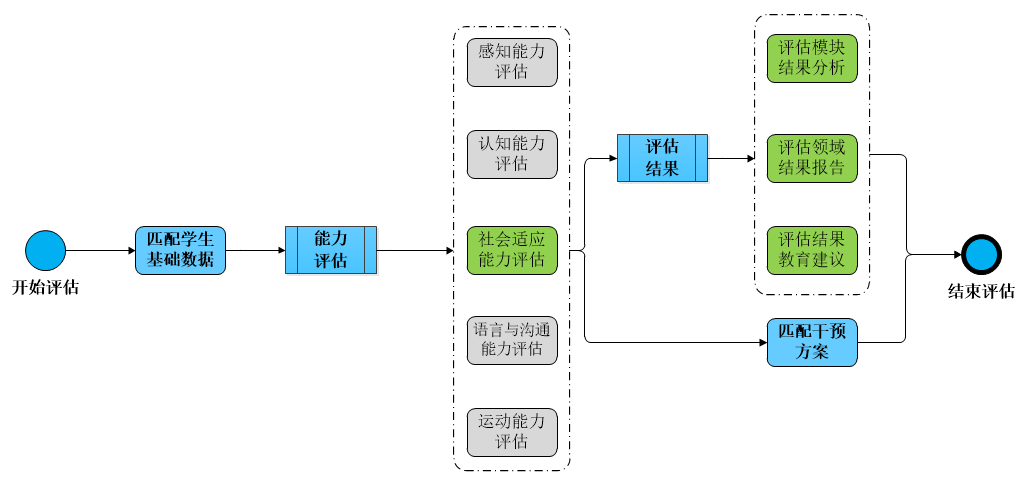 开始评估
匹配学生
基础数据
能力
评估
感知能力
评估
认知能力
评估
社会适应
能力评估
语言与沟通
能力评估
运动能力
评估
评估
结果
评估模块
结果分析
评估领域
结果报告
评估结果
教育建议
匹配干预
方案
结束评估